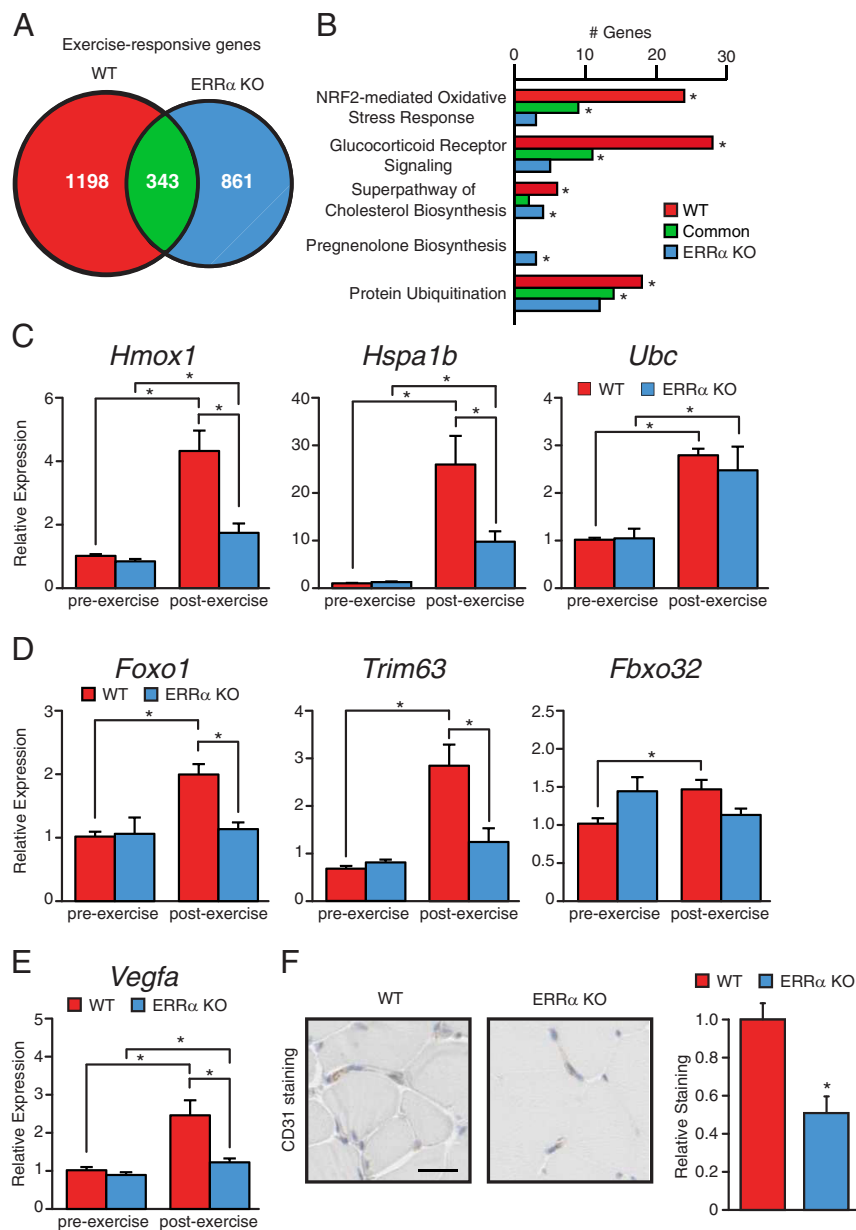 A
Exercise-responsive genes
WT
ERRα KO
1198
343
861
B
# Genes
0
10
20
30
NRF2-mediated Oxidative
Stress Response
*
*
Glucocorticoid Receptor
Signaling
*
*
Superpathway of
Cholesterol Biosynthesis
*
*
Pregnenolone Biosynthesis
*
Protein Ubiquitination
*
*
WT
Common
ERRα KO
C
Hmox1
Relative Expression
6
4
2
0
*
*
*
pre-exercise
post-exercise
Hspa1b
40
30
20
10
0
*
*
*
pre-exercise
post-exercise
Ubc
WT
ERRα KO
3
2
1
0
*
*
pre-exercise
post-exercise
D
Foxo1
WT
ERRα KO
Relative Expression
3
2
1
0
*
*
pre-exercise
post-exercise
Trim63
4
3
2
1
0
*
*
pre-exercise
post-exercise
Fbxo32
2.5
2.0
1.5
1.0
0.5
0
*
pre-exercise
post-exercise
E
Vegfa
WT
ERRα KO
Relative Expression
5
4
3
2
1
0
*
*
*
pre-exercise
post-exercise
F
WT
ERRα KO
CD31 staining
WT
ERRα KO
Relative Staining
1.0
0.8
0.6
0.4
0.2
0
*